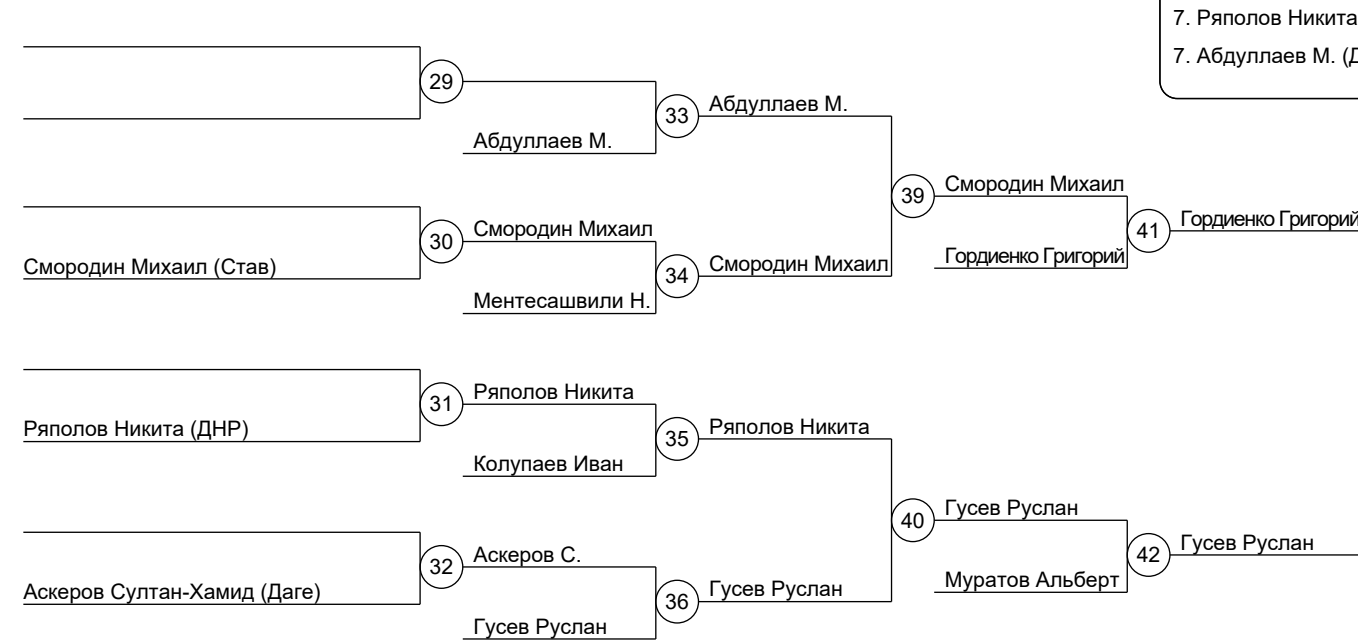 7. Ряполов Никита
7. Абдуллаев М. (Д
29
Абдуллаев М.
33
Абдуллаев М.
Смородин Михаил (Став)
30
Смородин Михаил
Ментесашвили Н.
34
Смородин Михаил
39
Смородин Михаил
Гордиенко Григорий
41
Гордиенко Григорий
Ряполов Никита (ДНР)
31
Ряполов Никита
Колупаев Иван
35
Ряполов Никита
Аскеров Султан-Хамид (Даге)
32
Аскеров С.
Гусев Руслан
36
Гусев Руслан
40
Гусев Руслан
Муратов Альберт
42
Гусев Руслан